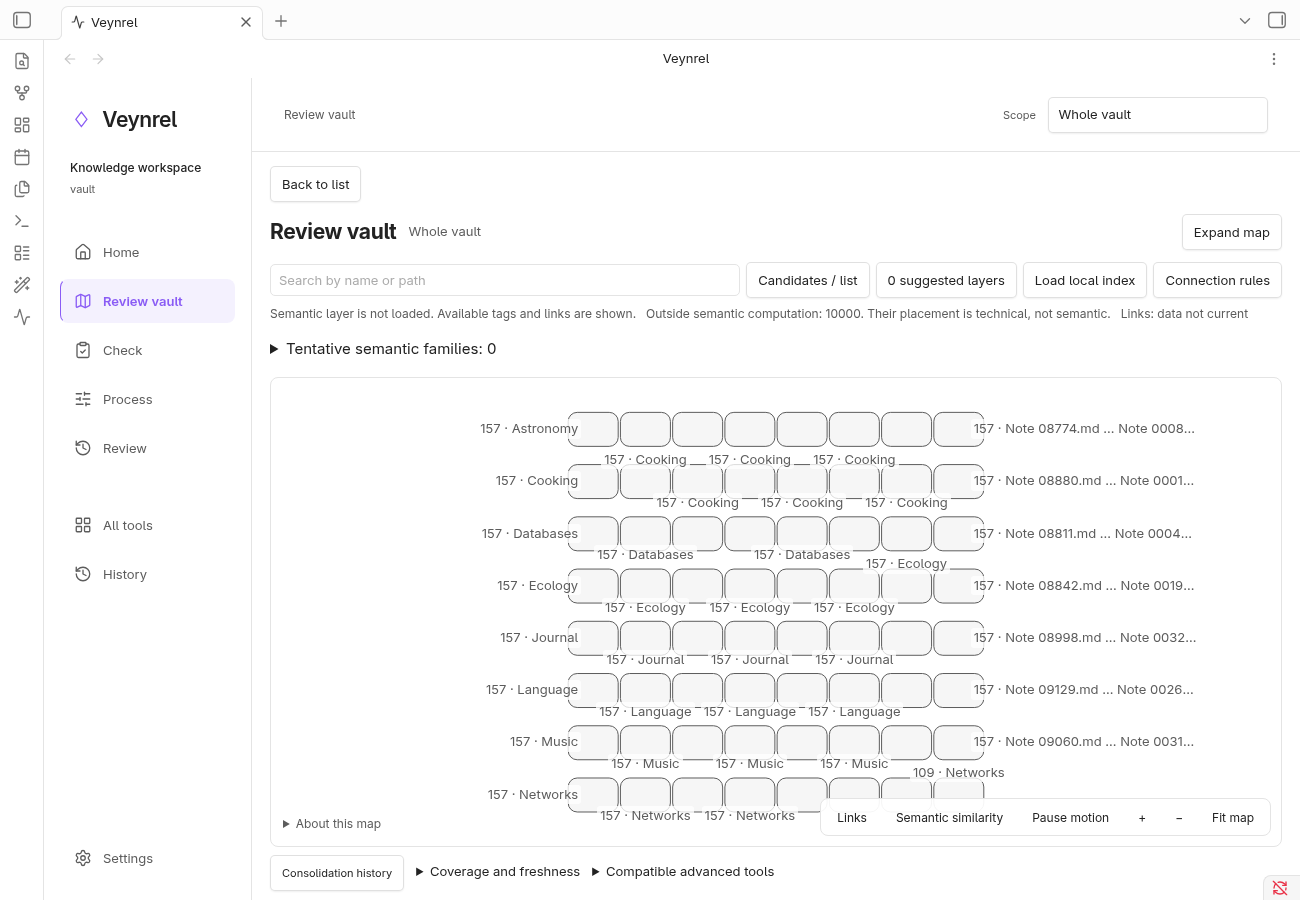 Veynrel
Veynrel
Veynrel
Knowledge workspace
vault
Home
Review vault
Check
Process
Review
All tools
History
Settings
Review vault
Scope
Whole vault
Back to list
Review vault Whole vault
Expand map
Search by name or path
Candidates / list
0 suggested layers
Load local index
Connection rules
Semantic layer is not loaded. Available tags and links are shown. Outside semantic computation: 10000. Their placement is technical, not semantic. Links: data not current
Tentative semantic families: 0
157 · Astronomy
157 · Note 08774.md ... Note 0008...
157 · Cooking 157 · Cooking 157 · Cooking
157 · Cooking
157 · Note 08880.md ... Note 0001...
157 · Cooking 157 · Cooking 157 · Cooking
157 · Databases
157 · Note 08811.md ... Note 0004...
157 · Databases 157 · Databases
157 · Ecology
157 · Ecology
157 · Note 08842.md ... Note 0019...
157 · Ecology 157 · Ecology 157 · Ecology
157 · Journal
157 · Note 08998.md ... Note 0032...
157 · Journal 157 · Journal 157 · Journal
157 · Language
157 · Note 09129.md ... Note 0026...
157 · Language 157 · Language 157 · Language
157 · Music
157 · Note 09060.md ... Note 0031...
157 · Music 157 · Music 157 · Music
109 · Networks
157 · Networks
157 · Networks 157 · Networks
About this map
Links
Semantic similarity
Pause motion
+
−
Fit map
Consolidation history
Coverage and freshness
Compatible advanced tools